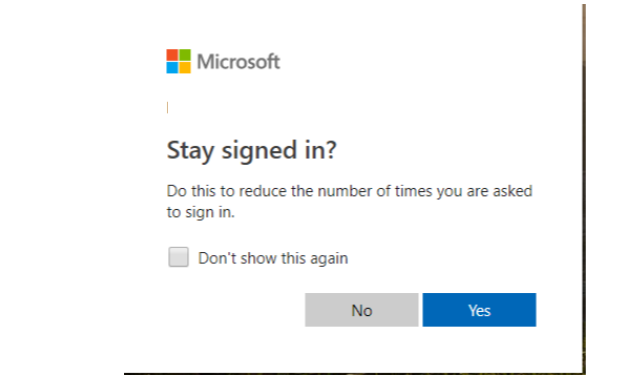 Microsoft
Stay signed in?
Do this to reduce the number of times you are asked
to sign in.
Don't show this again
No
Yes